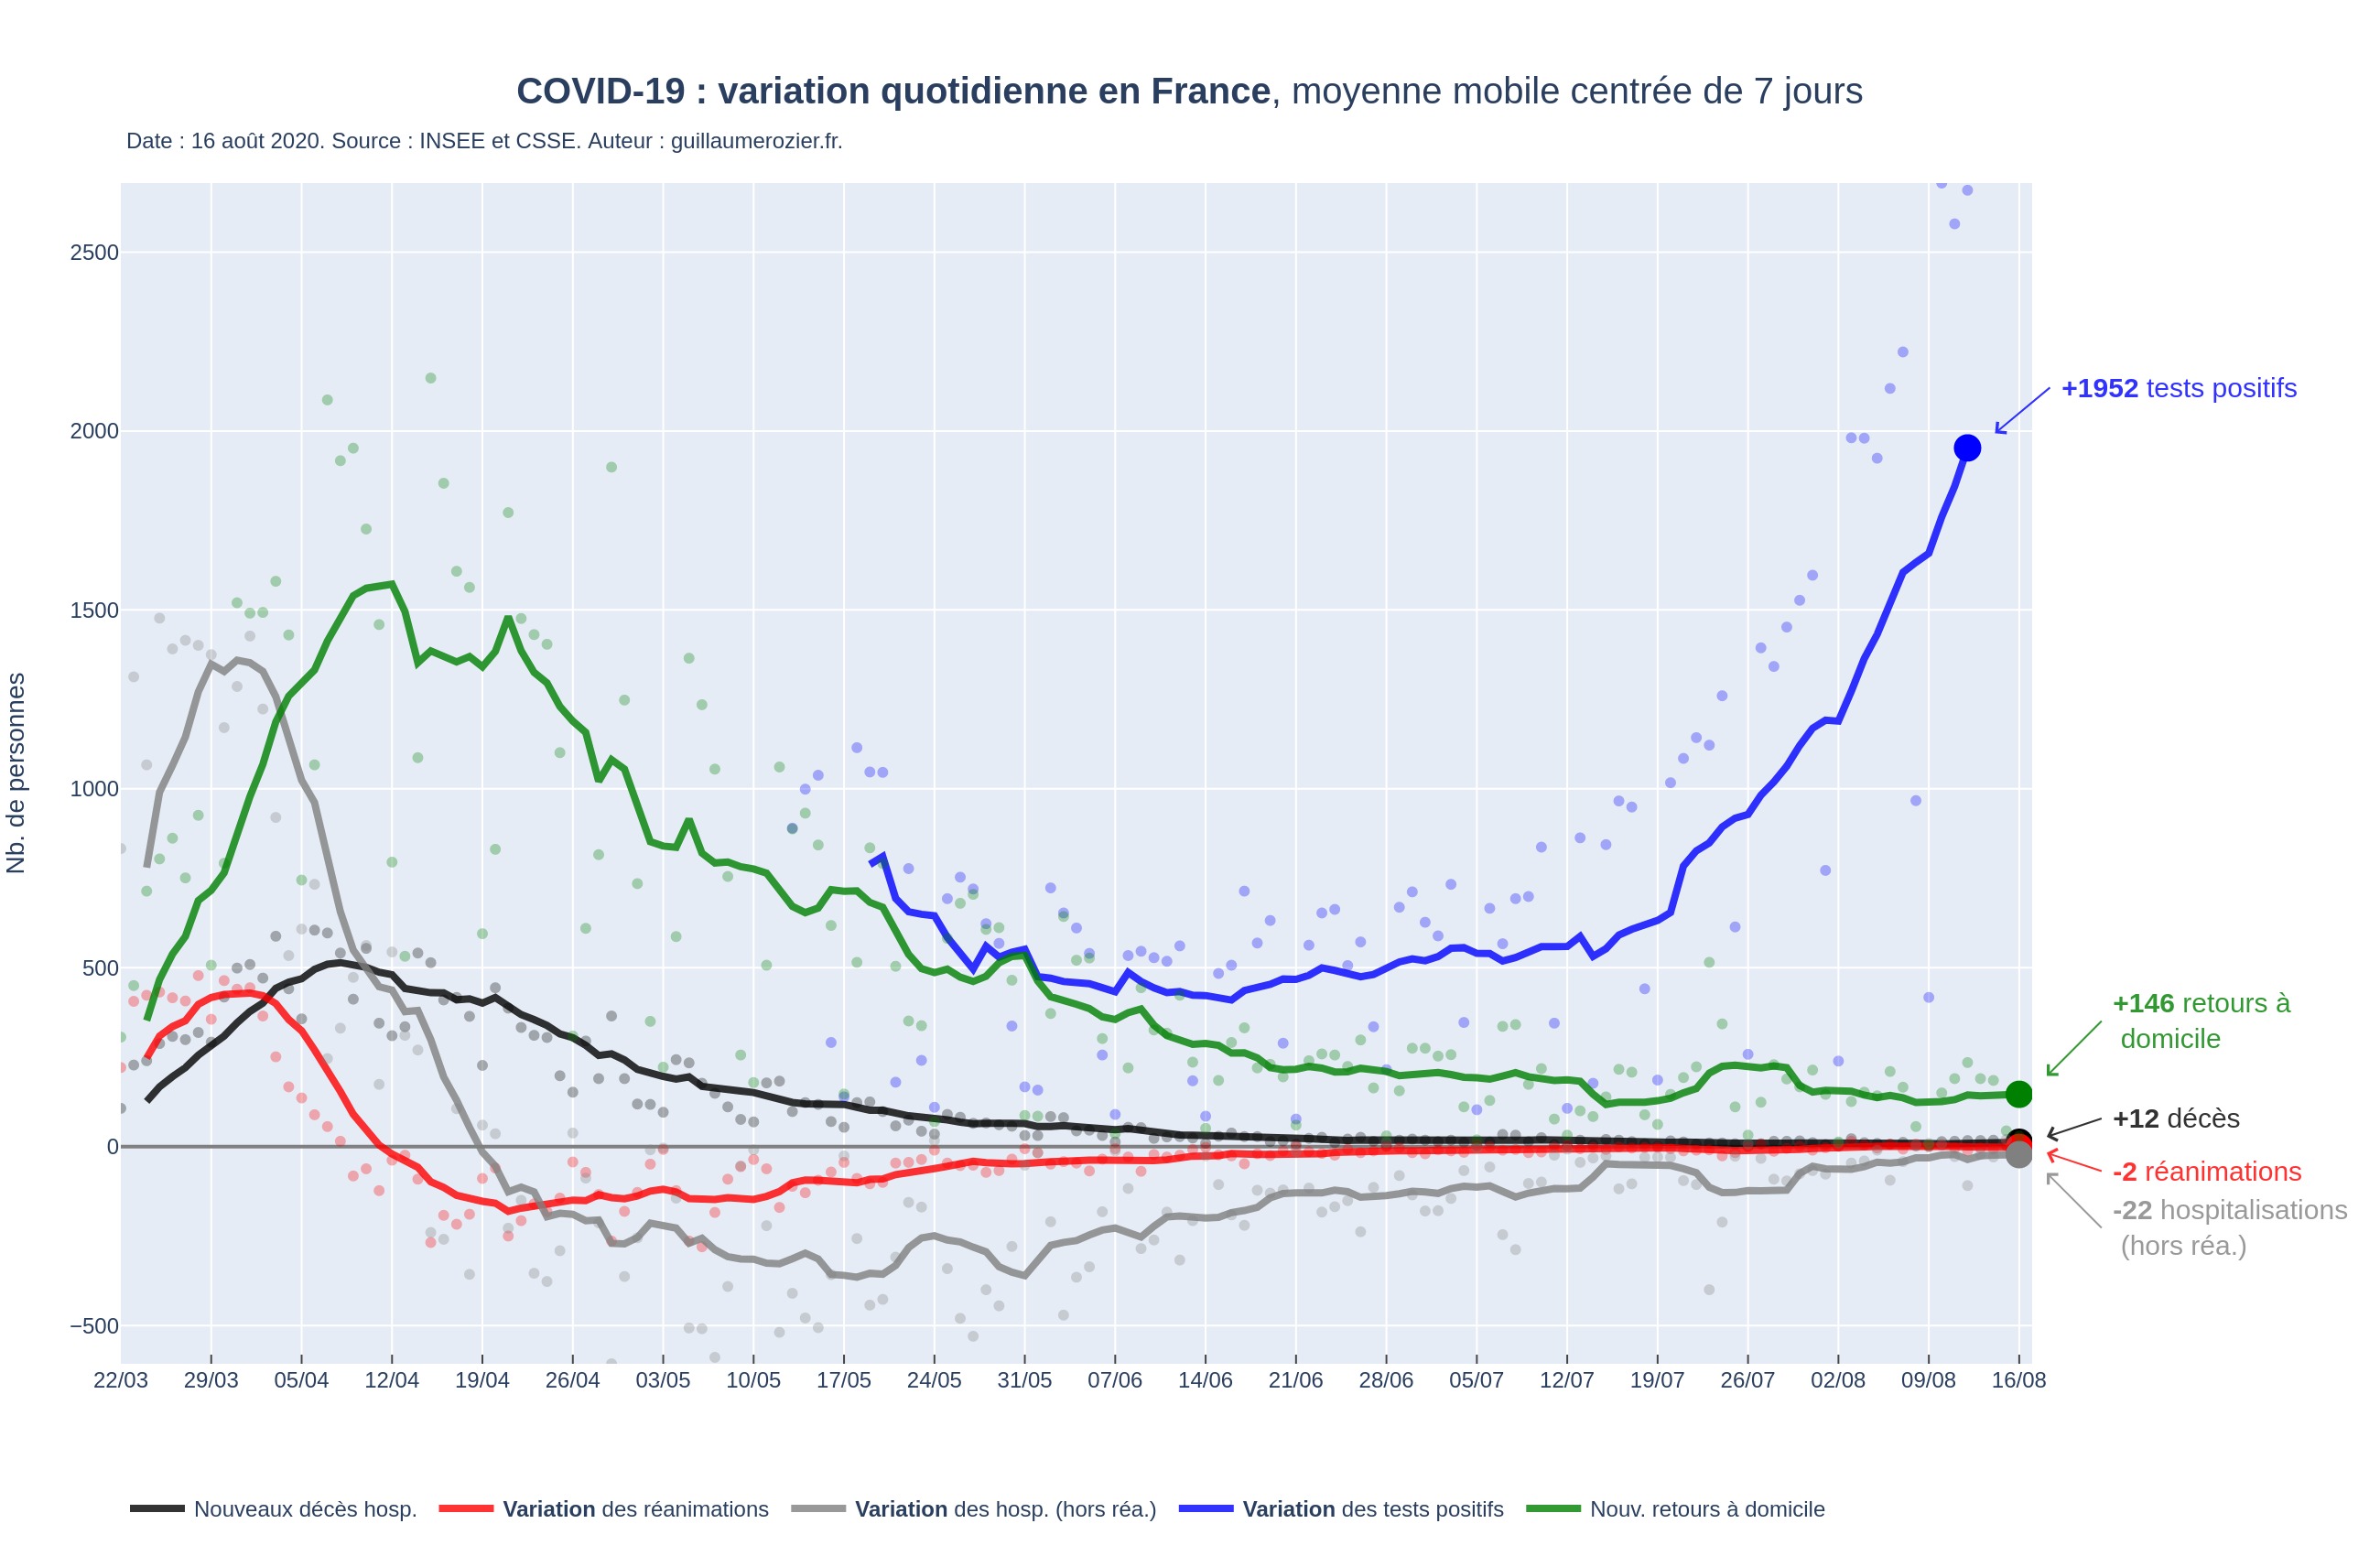 COVID-19 : variation quotidienne en France, moyenne mobile centrée de 7 jours
Date : 16 août 2020. Source : INSEE et CSSE. Auteur : guillaumerozier.fr.
Nb. de personnes
2500
2000
1500
1000
500
0
−500
+1952 tests positifs
+146 retours à
domicile
+12 décès
-2 réanimations
-22 hospitalisations
(hors réa.)
22/03 29/03 05/04 12/04 19/04 26/04 03/05 10/05 17/05 24/05 31/05 07/06 14/06 21/06 28/06 05/07 12/07 19/07 26/07 02/08 09/08 16/08
Nouveaux décès hosp. Variation des réanimations Variation des hosp. (hors réa.) Variation des tests positifs Nouv. retours à domicile